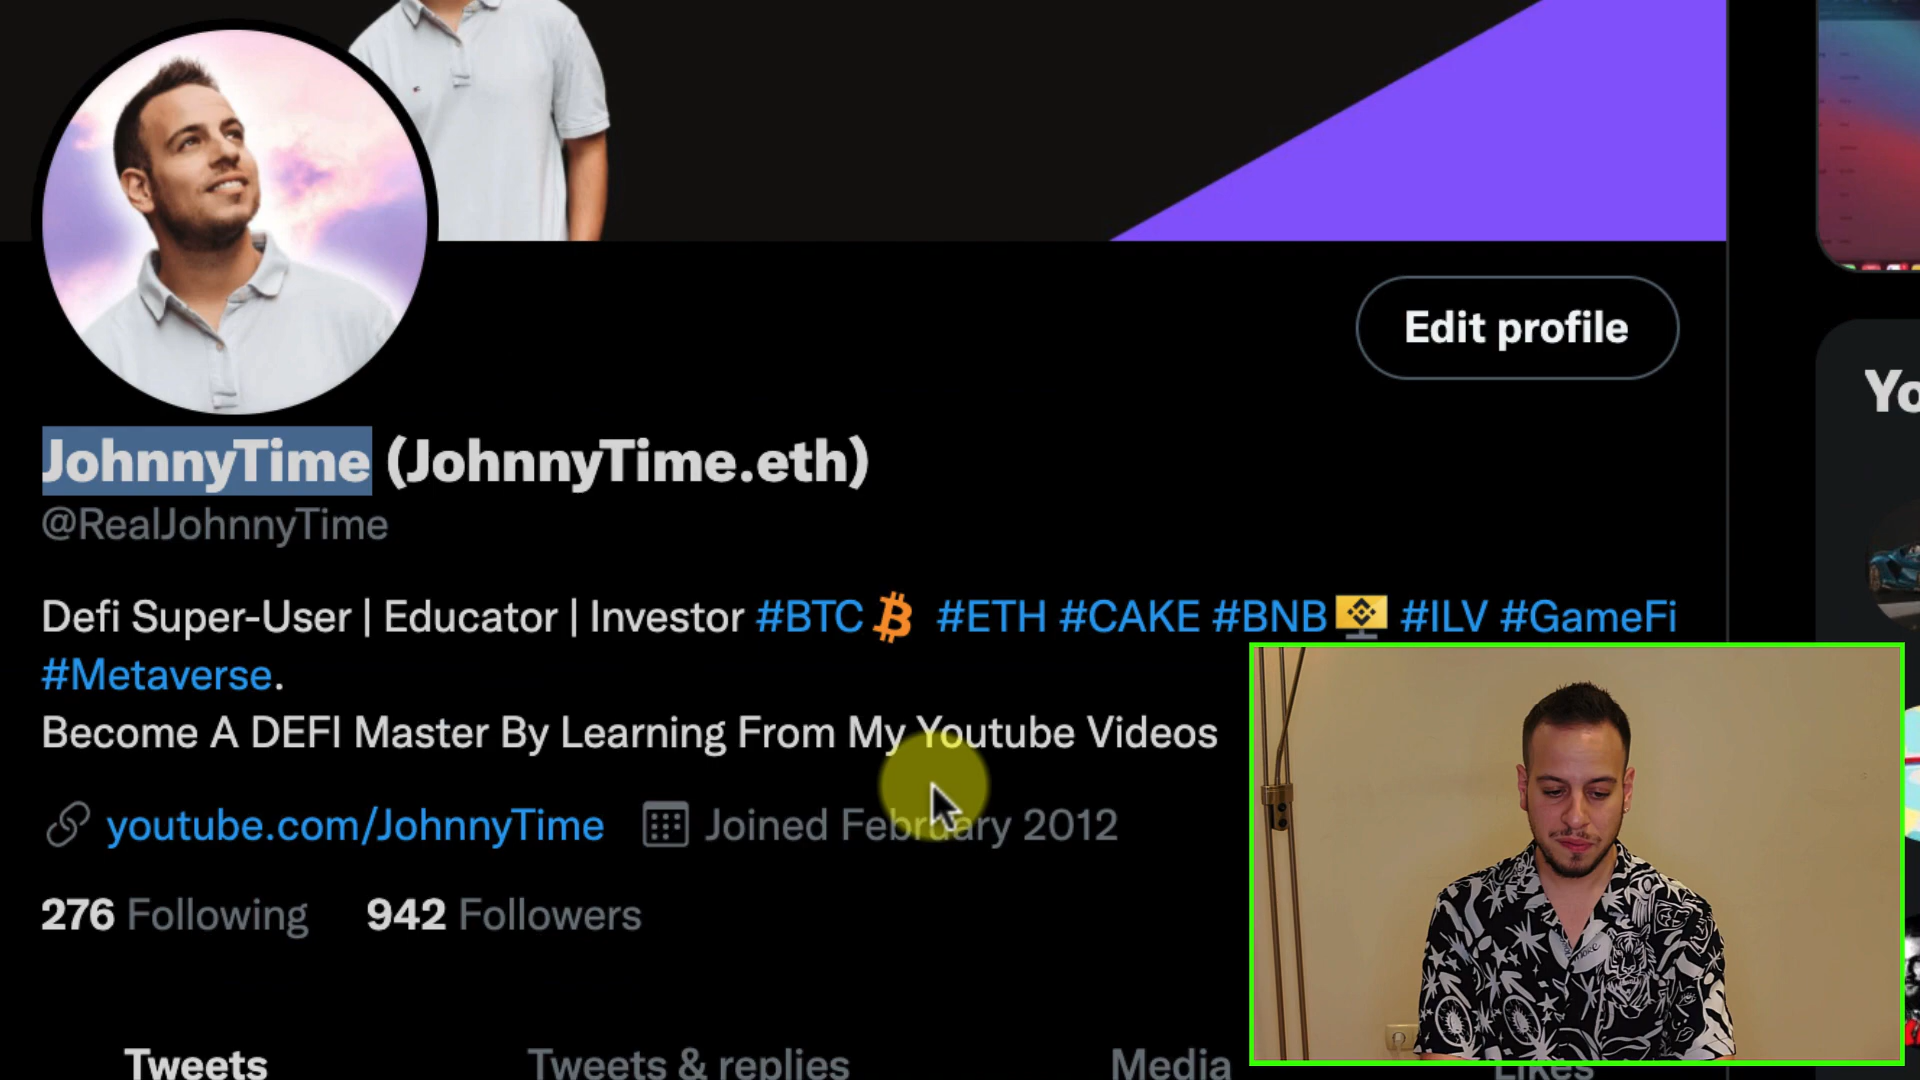 Edit profile
Yo
JohnnyTime (JohnnyTime.eth)
@RealJohnnyTime
Defi Super-User | Educator | Investor #BTC #ETH #CAKE #BNB #ILV #GameFi
#Metaverse.
Become A DEFI Master By Learning From My Youtube Videos
youtube.com/JohnnyTime Joined February 2012
276 Following 942 Followers
Tweets Tweets & replies Media Likes